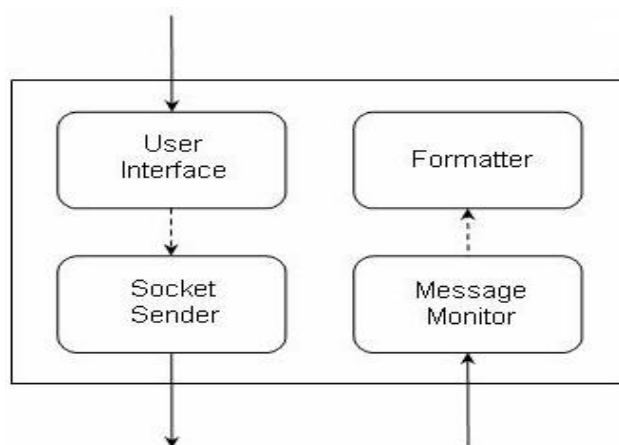 User
Interface
Formatter
Socket
Sender
Message
Monitor